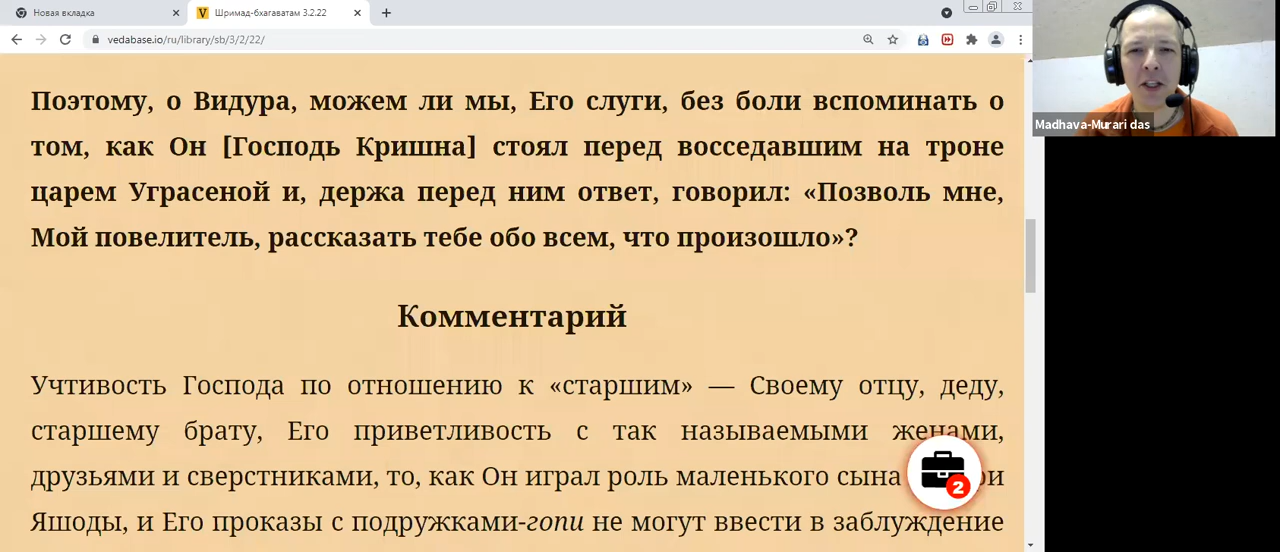 Новая вкладка
Шримад-бхагаватам 3.2.22
vedabase.io/ru/library/sb/3/2/22/
Поэтому, о Видура, можем ли мы, Его слуги, без боли вспоминать о
том, как Он [Господь Кришна] стоял перед восседавшим на троне
царем Уграсеной и, держа перед ним ответ, говорил: «Позволь мне,
Мой повелитель, рассказать тебе обо всем, что произошло»?
Комментарий
Учтивость Господа по отношению к «старшим» — Своему отцу, деду,
старшему брату, Его приветливость с так называемыми женами,
друзьями и сверстниками, то, как Он играл роль маленького сына
Яшоды, и Его проказы с подружками-гопи не могут ввести в заблуждение
2
Madhava-Murari das